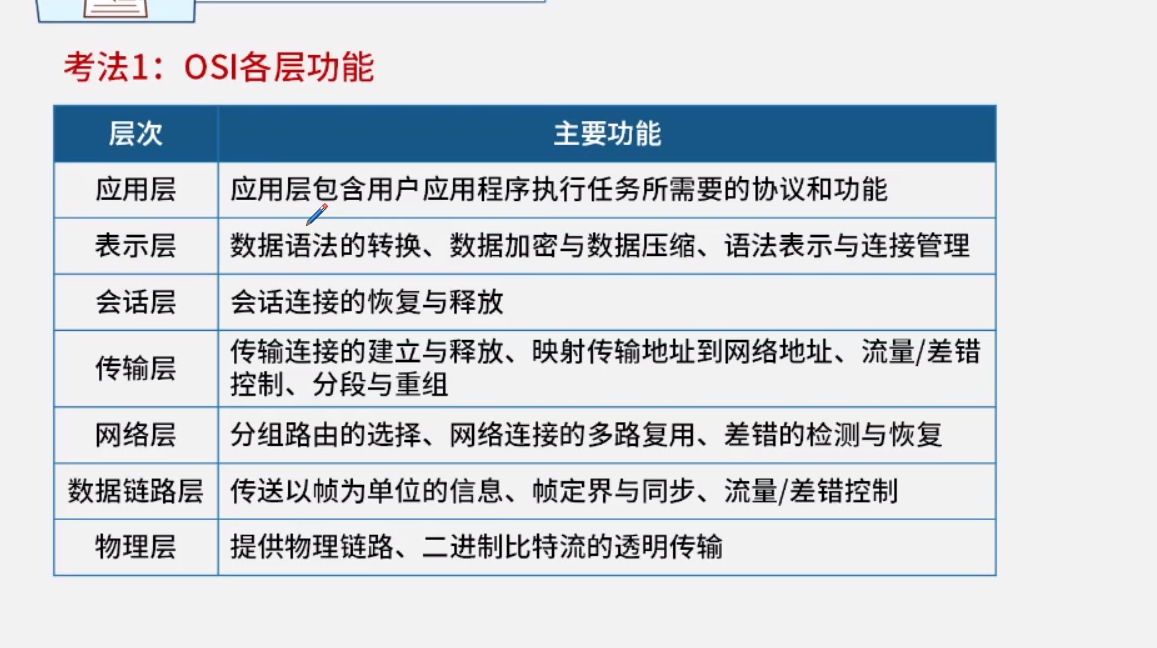 考法1：OSI各层功能
层次 主要功能
应用层 应用层包含用户应用程序执行任务所需要的协议和功能
表示层 数据语法的转换、数据加密与数据压缩、语法表示与连接管理
会话层 会话连接的恢复与释放
传输层 传输连接的建立与释放、映射传输地址到网络地址、流量/差错
控制、分段与重组
网络层 分组路由的选择、网络连接的多路复用、差错的检测与恢复
数据链路层 传送以帧为单位的信息、帧定界与同步、流量/差错控制
物理层 提供物理链路、二进制比特流的透明传输